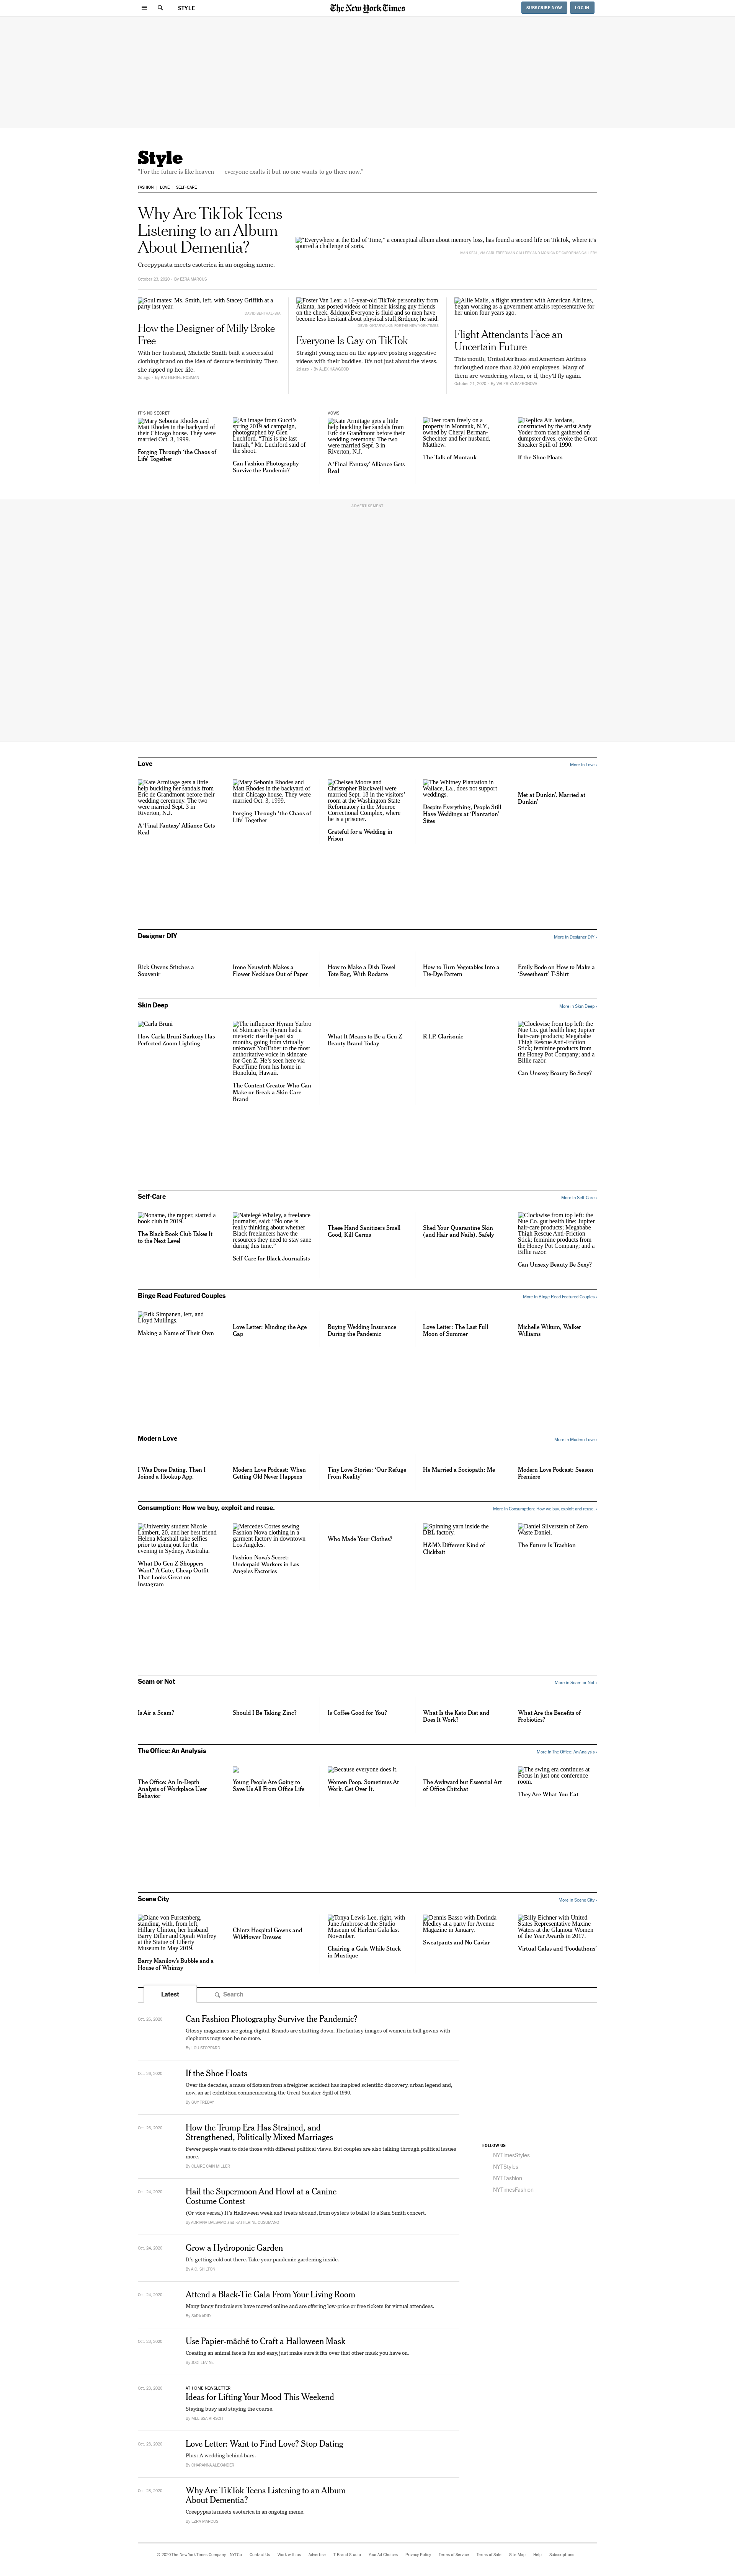 STYLE
The New York Times
SUBSCRIBE NOW
LOG IN
Style
"For the future is like heaven — everyone exalts it but no one wants to go there now."
FASHION
LOVE
SELF-CARE
Why Are TikTok Teens
Listening to an Album
About Dementia?
Creepypasta meets esoterica in an ongoing meme.
October 23, 2020 - By EZRA MARCUS
"Everywhere at the End of Time," a conceptual album about memory loss, has found a second life on TikTok, where it's
spurred a challenge of sorts.
Soul mates: Ms. Smith, left, with Stacey Griffith at a
party last year.
How the Designer of Milly Broke
Free
With her husband, Michelle Smith built a successful
clothing brand on the idea of demure femininity. Then
she ripped up her life.
2d ago - By KATHERINE ROSMAN
Foster Van Lear, a 16-year-old TikTok personality from
Atlanta, has posted videos of himself kissing guy friends
on the cheek. &ldquo;Everyone is fluid and so men have
become less hesitant about physical stuff,&rdquo; he said.
Everyone Is Gay on TikTok
Straight young men on the app are posting suggestive
videos with their buddies. It's not just about the views.
2d ago - By ALEX HAWGOOD
Allie Malis, a flight attendant with American Airlines,
began working as a government affairs representative for
her union four years ago.
Flight Attendants Face an
Uncertain Future
This month, United Airlines and American Airlines
furloughed more than 32,000 employees. Many of
them are wondering when, or if, they'll fly again.
October 21, 2020 - By VALERIYA SAFRONOVA
IT'S NO SECRET
Mary Sebonia Rhodes and
Matt Rhodes in the backyard of
their Chicago house. They were
married Oct. 3, 1999.
Forging Through 'the Chaos of
Life' Together
An image from Gucci's
spring 2019 ad campaign,
photographed by Glen
Luchford. "This is the last
hurrah," Mr. Luchford said of
the shoot.
Can Fashion Photography
Survive the Pandemic?
VOWS
Kate Armitage gets a little
help buckling her sandals from
Eric de Grandmont before their
wedding ceremony. The two
were married Sept. 3 in
Riverton, N.J.
A 'Final Fantasy' Alliance Gets
Real
Deer roam freely on a
property in Montauk, N.Y.,
owned by Cheryl Berman-
Schechter and her husband,
Matthew.
The Talk of Montauk
Replica Air Jordans,
constructed by the artist Andy
Yoder from trash gathered on
dumpster dives, evoke the Great
Sneaker Spill of 1990.
If the Shoe Floats
ADVERTISEMENT
Love
More in Love ›
Kate Armitage gets a little
help buckling her sandals from
Eric de Grandmont before their
wedding ceremony. The two
were married Sept. 3 in
Riverton, N.J.
A 'Final Fantasy' Alliance Gets
Real
Mary Sebonia Rhodes and
Matt Rhodes in the backyard of
their Chicago house. They were
married Oct. 3, 1999.
Forging Through 'the Chaos of
Life' Together
Chelsea Moore and
Christopher Blackwell were
married Sept. 18 in the visitors'
room at the Washington State
Reformatory in the Monroe
Correctional Complex, where
he is a prisoner.
Grateful for a Wedding in
Prison
The Whitney Plantation in
Wallace, La., does not support
weddings.
Despite Everything, People Still
Have Weddings at 'Plantation'
Sites
Met at Dunkin', Married at
Dunkin'
Designer DIY
More in Designer DIY ›
Rick Owens Stitches a
Souvenir
Irene Neuwirth Makes a
Flower Necklace Out of Paper
How to Make a Dish Towel
Tote Bag, With Rodarte
How to Turn Vegetables Into a
Tie-Dye Pattern
Emily Bode on How to Make a
'Sweetheart' T-Shirt
Skin Deep
More in Skin Deep ›
Carla Bruni
How Carla Bruni-Sarkozy Has
Perfected Zoom Lighting
The influencer Hyram Yarbro
of Skincare by Hyram had a
meteoric rise the past six
months, going from virtually
unknown YouTuber to the most
authoritative voice in skincare
for Gen Z. He's seen here via
FaceTime from his home in
Honolulu, Hawaii.
The Content Creator Who Can
Make or Break a Skin Care
Brand
What It Means to Be a Gen Z
Beauty Brand Today
R.I.P. Clarisonic
Clockwise from top left: the
Nue Co. gut health line; Jupiter
hair-care products; Megababe
Thigh Rescue Anti-Friction
Stick; feminine products from
the Honey Pot Company; and a
Billie razor.
Can Unsexy Beauty Be Sexy?
Self-Care
More in Self-Care ›
Noname, the rapper, started a
book club in 2019.
The Black Book Club Takes It
to the Next Level
Natelegé Whaley, a freelance
journalist, said: "No one is
really thinking about whether
Black freelancers have the
resources they need to stay sane
during this time."
Self-Care for Black Journalists
These Hand Sanitizers Smell
Good, Kill Germs
Shed Your Quarantine Skin
(and Hair and Nails), Safely
Clockwise from top left: the
Nue Co. gut health line; Jupiter
hair-care products; Megababe
Thigh Rescue Anti-Friction
Stick; feminine products from
the Honey Pot Company; and a
Billie razor.
Can Unsexy Beauty Be Sexy?
Binge Read Featured Couples
More in Binge Read Featured Couples ›
Erik Simpanen, left, and
Lloyd Mullings.
Making a Name of Their Own
Love Letter: Minding the Age
Gap
Buying Wedding Insurance
During the Pandemic
Love Letter: The Last Full
Moon of Summer
Michelle Wikum, Walker
Williams
Modern Love
More in Modern Love ›
I Was Done Dating. Then I
Joined a Hookup App.
Modern Love Podcast: When
Getting Old Never Happens
Tiny Love Stories: 'Our Refuge
From Reality'
He Married a Sociopath: Me
Modern Love Podcast: Season
Premiere
Consumption: How we buy, exploit and reuse.
More in Consumption: How we buy, exploit and reuse. ›
University student Nicole
Lambert, 20, and her best friend
Helena Marshall take selfies
prior to going out for the
evening in Sydney, Australia.
What Do Gen Z Shoppers
Want? A Cute, Cheap Outfit
That Looks Great on
Instagram
Mercedes Cortes sewing
Fashion Nova clothing in a
garment factory in downtown
Los Angeles.
Fashion Nova's Secret:
Underpaid Workers in Los
Angeles Factories
Who Made Your Clothes?
Spinning yarn inside the
DBL factory.
H&M's Different Kind of
Clickbait
Daniel Silverstein of Zero
Waste Daniel.
The Future Is Trashion
Scam or Not
More in Scam or Not ›
Is Air a Scam?
Should I Be Taking Zinc?
Is Coffee Good for You?
What Is the Keto Diet and
Does It Work?
What Are the Benefits of
Probiotics?
The Office: An Analysis
More in The Office: An Analysis ›
The Office: An In-Depth
Analysis of Workplace User
Behavior
Young People Are Going to
Save Us All From Office Life
Because everyone does it.
Women Poop. Sometimes At
Work. Get Over It.
The Awkward but Essential Art
of Office Chitchat
The swing era continues at
Focus in just one conference
room.
They Are What You Eat
Scene City
More in Scene City ›
Diane von Furstenberg,
standing, with, from left,
Hillary Clinton, her husband
Barry Diller and Oprah Winfrey
at the Statue of Liberty
Museum in May 2019.
Barry Manilow's Bubble and a
House of Whimsy
Chintz Hospital Gowns and
Wildflower Dresses
Tonya Lewis Lee, right, with
June Ambrose at the Studio
Museum of Harlem Gala last
November.
Chairing a Gala While Stuck
in Mustique
Dennis Basso with Dorinda
Medley at a party for Avenue
Magazine in January.
Sweatpants and No Caviar
Billy Eichner with United
States Representative Maxine
Waters at the Glamour Women
of the Year Awards in 2017.
Virtual Galas and 'Foodathons'
Latest
Search
Oct. 26, 2020
Can Fashion Photography Survive the Pandemic?
Glossy magazines are going digital. Brands are shutting down. The fantasy images of women in ball gowns with
elephants may soon be no more.
By LOU STOPPARD
Oct. 26, 2020
If the Shoe Floats
Over the decades, a mass of flotsam from a freighter accident has inspired scientific discovery, urban legend and,
now, an art exhibition commemorating the Great Sneaker Spill of 1990.
By GUY TREBAY
Oct. 26, 2020
How the Trump Era Has Strained, and
Strengthened, Politically Mixed Marriages
Fewer people want to date those with different political views. But couples are also talking through political issues
more.
By CLAIRE CAIN MILLER
Oct. 24, 2020
Hail the Supermoon And Howl at a Canine
Costume Contest
(Or vice versa.) It's Halloween week and treats abound, from oysters to ballet to a Sam Smith concert.
By ADRIANA BALSAMO and KATHERINE CUSUMANO
Oct. 24, 2020
Grow a Hydroponic Garden
It's getting cold out there. Take your pandemic gardening inside.
By A.C. SHILTON
Oct. 24, 2020
Attend a Black-Tie Gala From Your Living Room
Many fancy fundraisers have moved online and are offering low-price or free tickets for virtual attendees.
By SARA ARIDI
Oct. 23, 2020
Use Papier-mâché to Craft a Halloween Mask
Creating an animal face is fun and easy, just make sure it fits over that other mask you have on.
By JODI LEVINE
Oct. 23, 2020
AT HOME NEWSLETTER
Ideas for Lifting Your Mood This Weekend
Staying busy and staying the course.
By MELISSA KIRSCH
Oct. 23, 2020
Love Letter: Want to Find Love? Stop Dating
Plus: A wedding behind bars.
By CHARANNA ALEXANDER
Oct. 23, 2020
Why Are TikTok Teens Listening to an Album
About Dementia?
Creepypasta meets esoterica in an ongoing meme.
By EZRA MARCUS
FOLLOW US
NYTimesStyles
NYTStyles
NYTFashion
NYTimesFashion
© 2020 The New York Times Company
NYTCo
Contact Us
Work with us
Advertise
T Brand Studio
Your Ad Choices
Privacy Policy
Terms of Service
Terms of Sale
Site Map
Help
Subscriptions